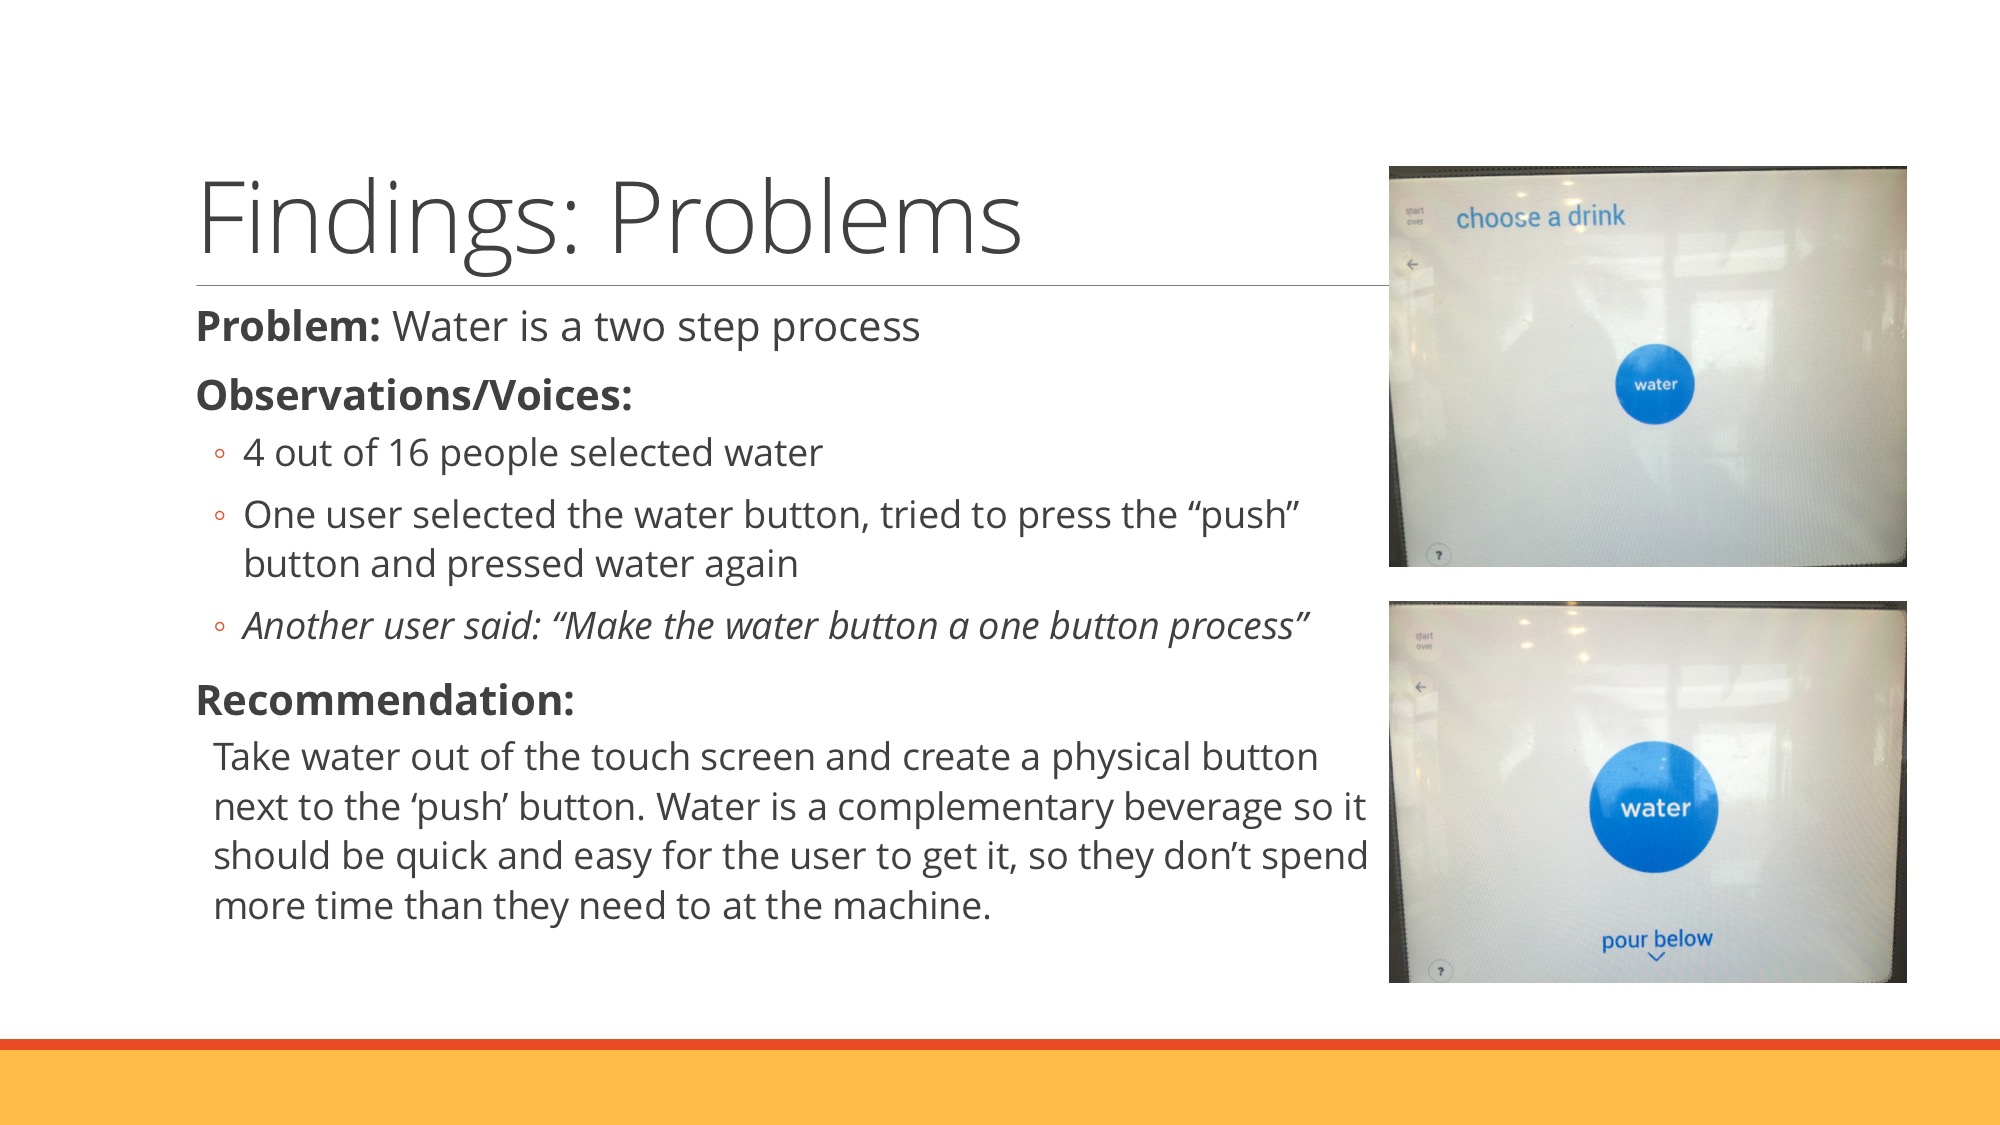 Findings: Problems
Problem: Water is a two step process
Observations/Voices:
◦ 4 out of 16 people selected water
◦ One user selected the water button, tried to press the “push”
button and pressed water again
◦ Another user said: “Make the water button a one button process”
Recommendation:
Take water out of the touch screen and create a physical button
next to the ‘push’ button. Water is a complementary beverage so it
should be quick and easy for the user to get it, so they don’t spend
more time than they need to at the machine.
start
over
choose a drink
←
water
?
start
over
←
water
pour below
?